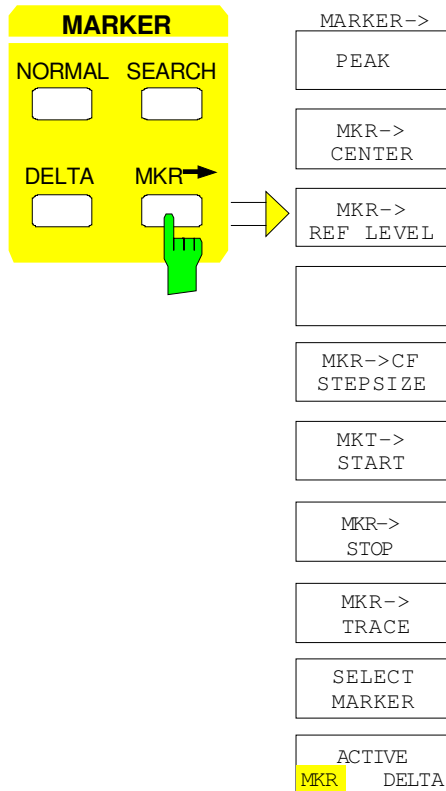 MARKER
NORMAL SEARCH
DELTA MKR
MARKER->
PEAK
MKR->
CENTER
MKR->
REF LEVEL
MKR->CF
STEPSIZE
MKT->
START
MKR->
STOP
MKR->
TRACE
SELECT
MARKER
ACTIVE
MKR DELTA